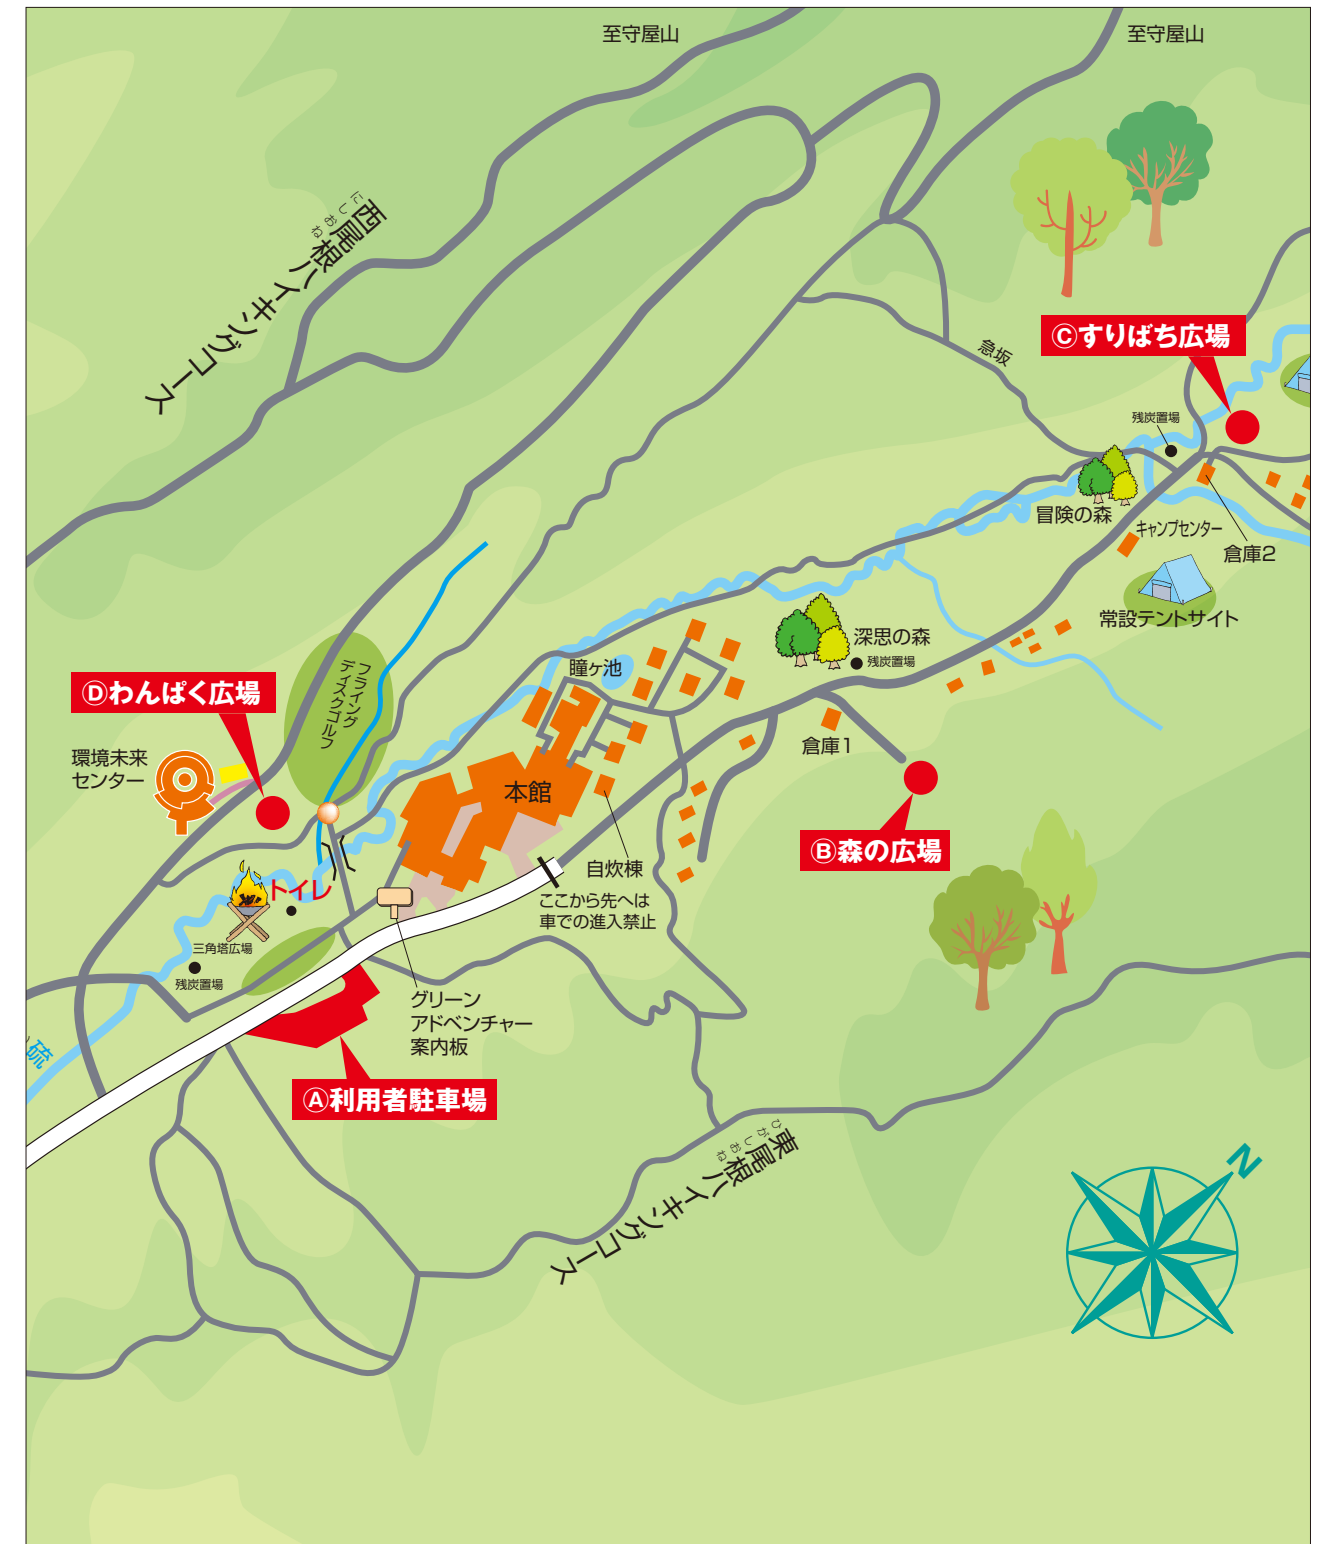 至守屋山
至守屋山
にしおね
西尾根ハイキングコース
Ⓒすりばち広場
急坂
残炭置場
冒険の森
キャンプセンター
倉庫2
常設テントサイト
深思の森
残炭置場
瞳ヶ池
フライング
ディスクゴルフ
Ⓓわんぱく広場
環境未来
センター
倉庫1
本館
Ⓑ森の広場
自炊棟
トイレ
ここから先へは
車での進入禁止
三角塔広場
残炭置場
グリーン
アドベンチャー
案内板
硫
Ⓐ利用者駐車場
ひがしおね
東尾根ハイキングコース
N